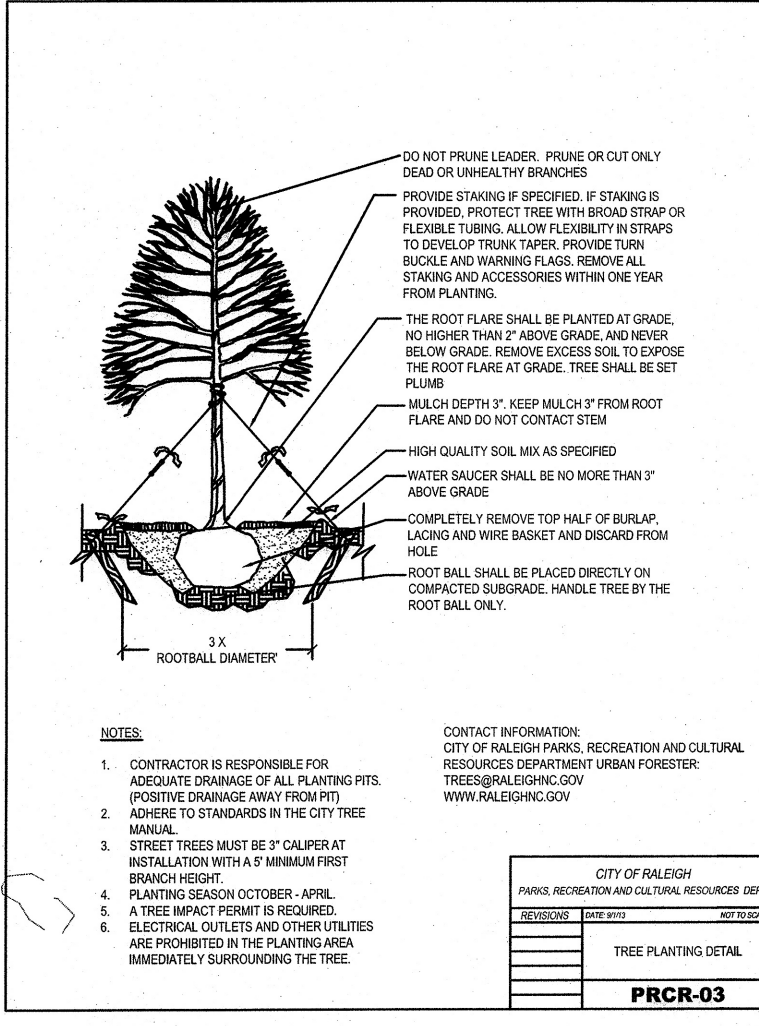 DO NOT PRUNE LEADER. PRUNE OR CUT ONLY
DEAD OR UNHEALTHY BRANCHES
PROVIDE STAKING IF SPECIFIED. IF STAKING IS
PROVIDED, PROTECT TREE WITH BROAD STRAP OR
FLEXIBLE TUBING. ALLOW FLEXIBILITY IN STRAPS
TO DEVELOP TRUNK TAPER. PROVIDE TURN
BUCKLE AND WARNING FLAGS. REMOVE ALL
STAKING AND ACCESSORIES WITHIN ONE YEAR
FROM PLANTING.
THE ROOT FLARE SHALL BE PLANTED AT GRADE,
NO HIGHER THAN 2" ABOVE GRADE, AND NEVER
BELOW GRADE. REMOVE EXCESS SOIL TO EXPOSE
THE ROOT FLARE AT GRADE. TREE SHALL BE SET
PLUMB
MULCH DEPTH 3". KEEP MULCH 3" FROM ROOT
FLARE AND DO NOT CONTACT STEM
HIGH QUALITY SOIL MIX AS SPECIFIED
WATER SAUCER SHALL BE NO MORE THAN 3"
ABOVE GRADE
COMPLETELY REMOVE TOP HALF OF BURLAP,
LACING AND WIRE BASKET AND DISCARD FROM
HOLE
ROOT BALL SHALL BE PLACED DIRECTLY ON
COMPACTED SUBGRADE. HANDLE TREE BY THE
ROOT BALL ONLY.
3 X
ROOTBALL DIAMETER'
NOTES:
1. CONTRACTOR IS RESPONSIBLE FOR
ADEQUATE DRAINAGE OF ALL PLANTING PITS.
(POSITIVE DRAINAGE AWAY FROM PIT)
2. ADHERE TO STANDARDS IN THE CITY TREE
MANUAL.
3. STREET TREES MUST BE 3" CALIPER AT
INSTALLATION WITH A 5' MINIMUM FIRST
BRANCH HEIGHT.
4. PLANTING SEASON OCTOBER - APRIL.
5. A TREE IMPACT PERMIT IS REQUIRED.
6. ELECTRICAL OUTLETS AND OTHER UTILITIES
ARE PROHIBITED IN THE PLANTING AREA
IMMEDIATELY SURROUNDING THE TREE.
CONTACT INFORMATION:
CITY OF RALEIGH PARKS, RECREATION AND CULTURAL
RESOURCES DEPARTMENT URBAN FORESTER:
TREES@RALEIGHNC.GOV
WWW.RALEIGHNC.GOV
CITY OF RALEIGH
PARKS, RECREATION AND CULTURAL RESOURCES DEP
REVISIONS DATE: 9/1/13 NOT TO SCA
TREE PLANTING DETAIL
PRCR-03